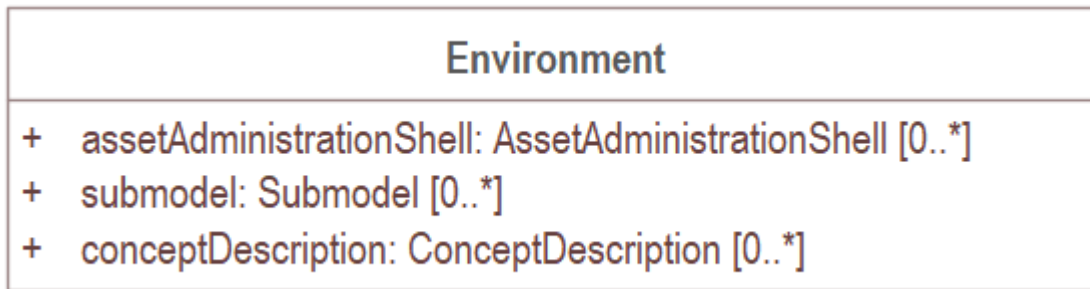 Environment
+ assetAdministrationShell: AssetAdministrationShell [0..*]
+ submodel: Submodel [0..*]
+ conceptDescription: ConceptDescription [0..*]